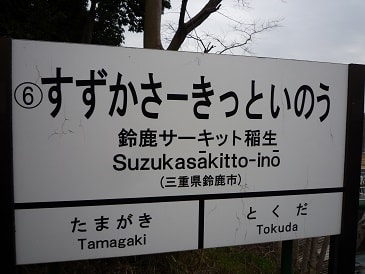 ⑥すずかさーきっといのう
鈴鹿サーキット稲生
Suzukasākitto-inō
(三重県鈴鹿市)
たまがき とくだ
Tamagaki Tokuda